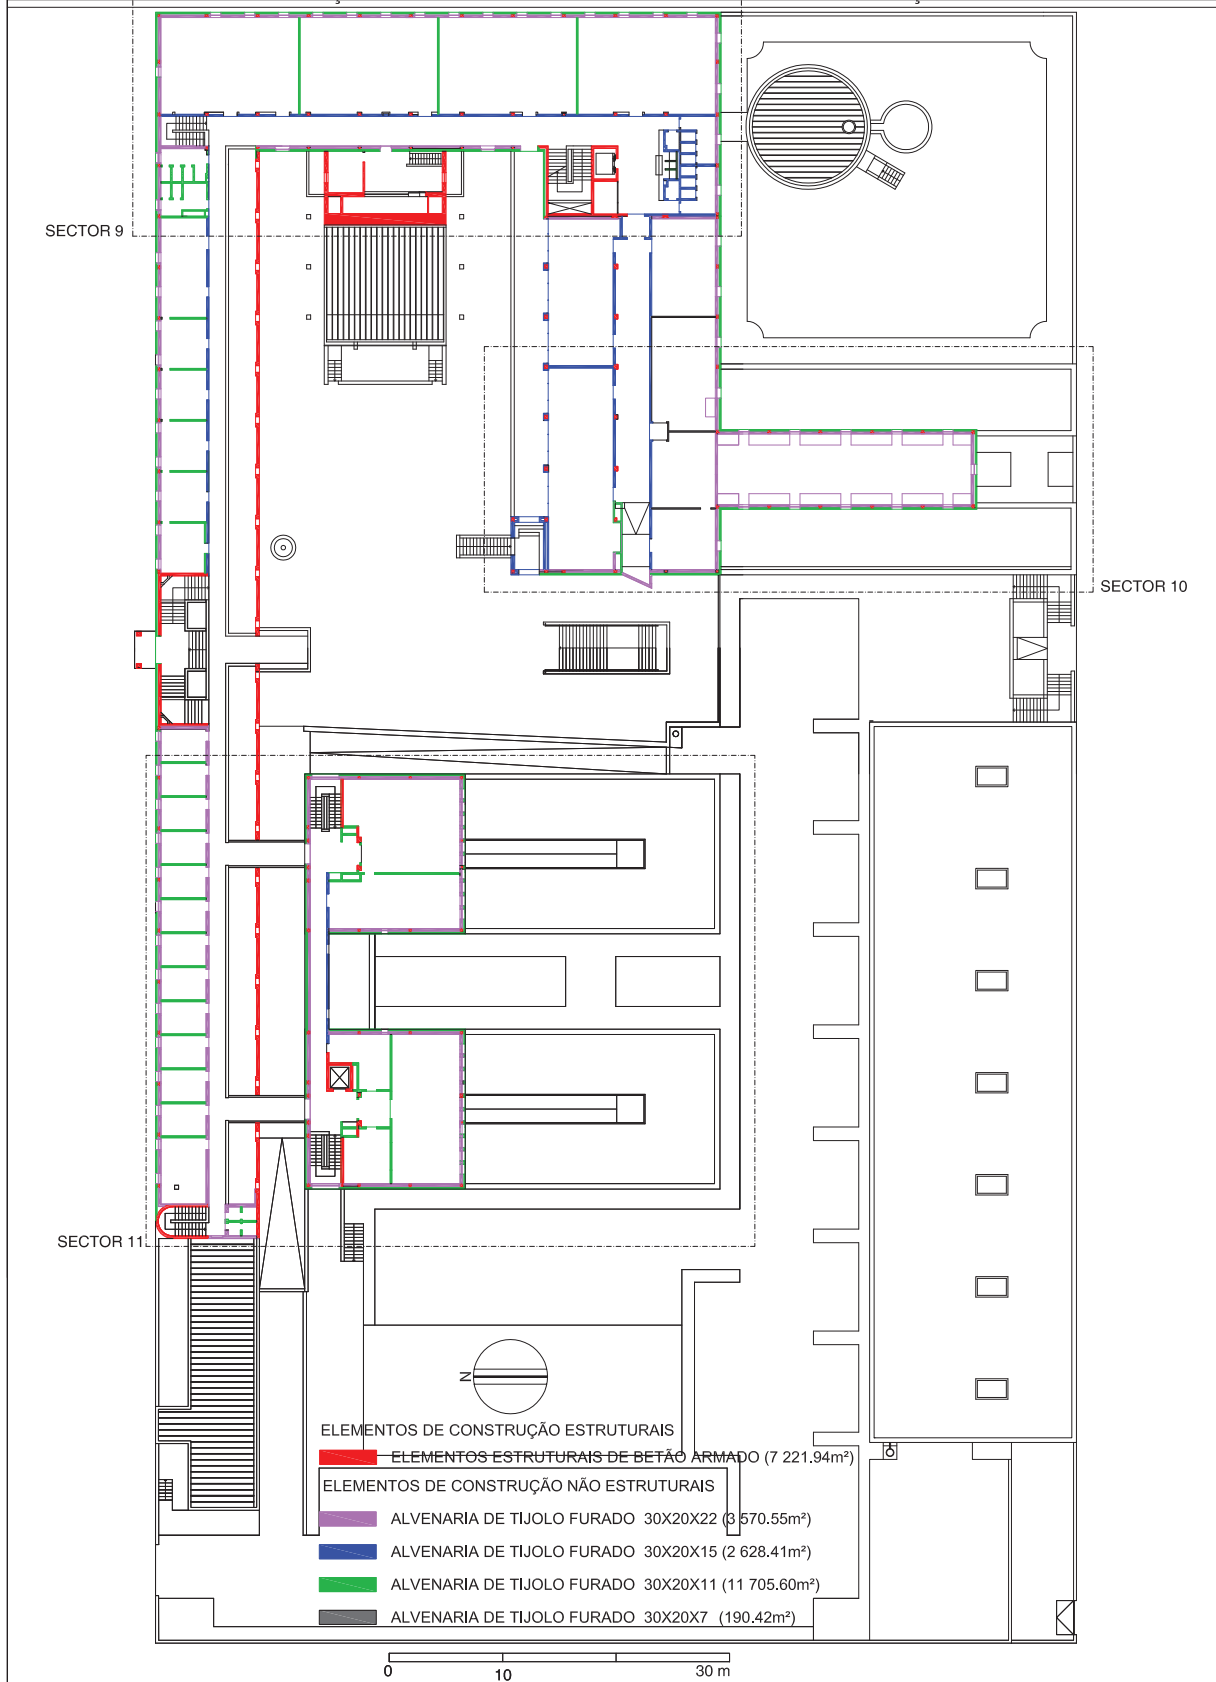 SECTOR 9
SECTOR 10
SECTOR 11
N
ELEMENTOS DE CONSTRUÇÃO ESTRUTURAIS
ELEMENTOS ESTRUTURAIS DE BETÃO ARMADO (7 221.94m²)
ELEMENTOS DE CONSTRUÇÃO NÃO ESTRUTURAIS
ALVENARIA DE TIJOLO FURADO 30X20X22 (3 570.55m²)
ALVENARIA DE TIJOLO FURADO 30X20X15 (2 628.41m²)
ALVENARIA DE TIJOLO FURADO 30X20X11 (11 705.60m²)
ALVENARIA DE TIJOLO FURADO 30X20X7 (190.42m²)
0 10 30 m